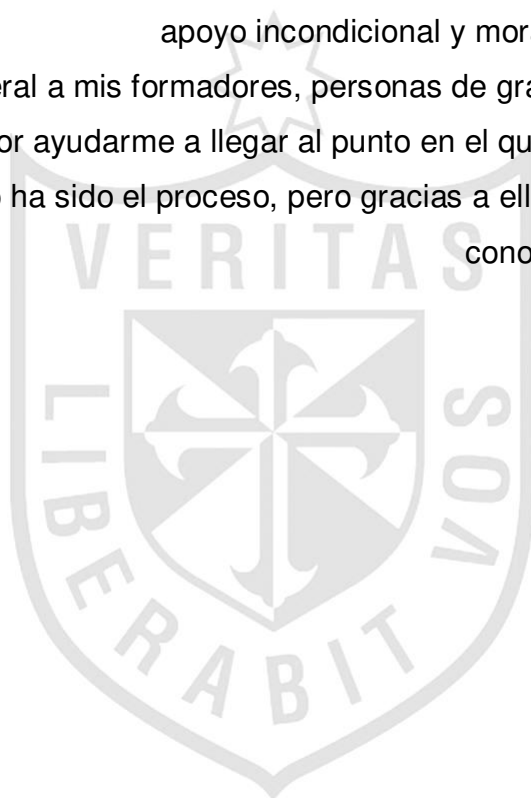 apoyo incondicional y mor
eral a mis formadores, personas de gra
or ayudarme a llegar al punto en el qu
o ha sido el proceso, pero gracias a ell
cono
VERITAS
LIBERABIT
VOS